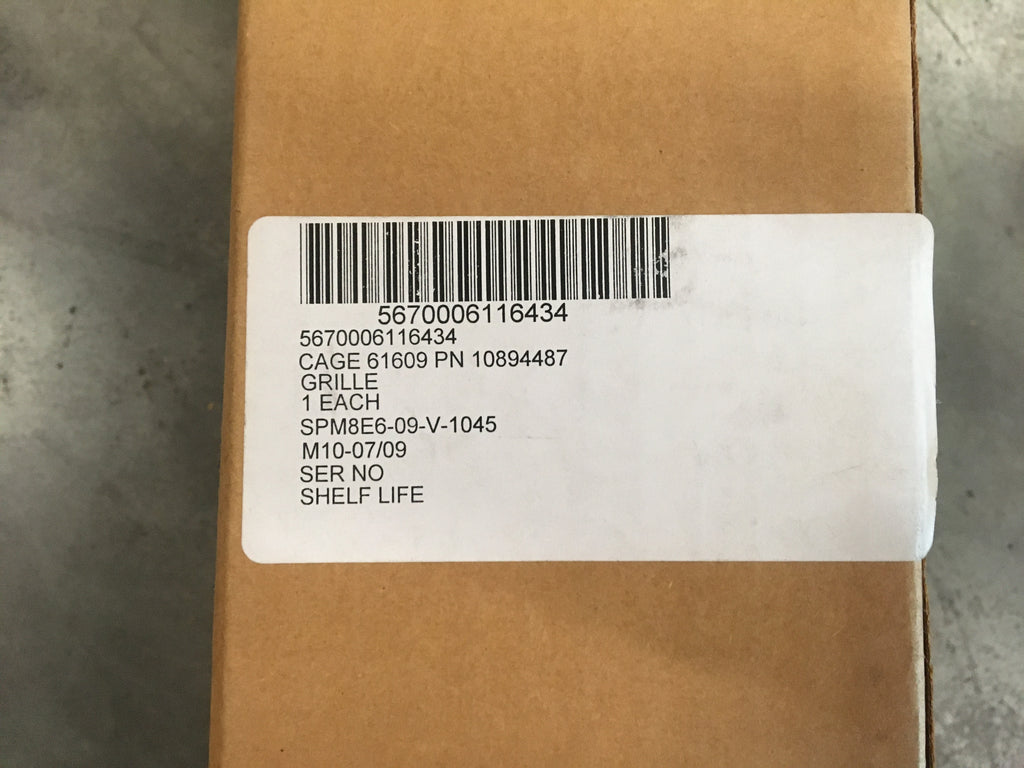 5670006116434
5670006116434
CAGE 61609 PN 10894487
GRILLE
1 EACH
SPM8E6-09-V-1045
M10-07/09
SER NO
SHELF LIFE